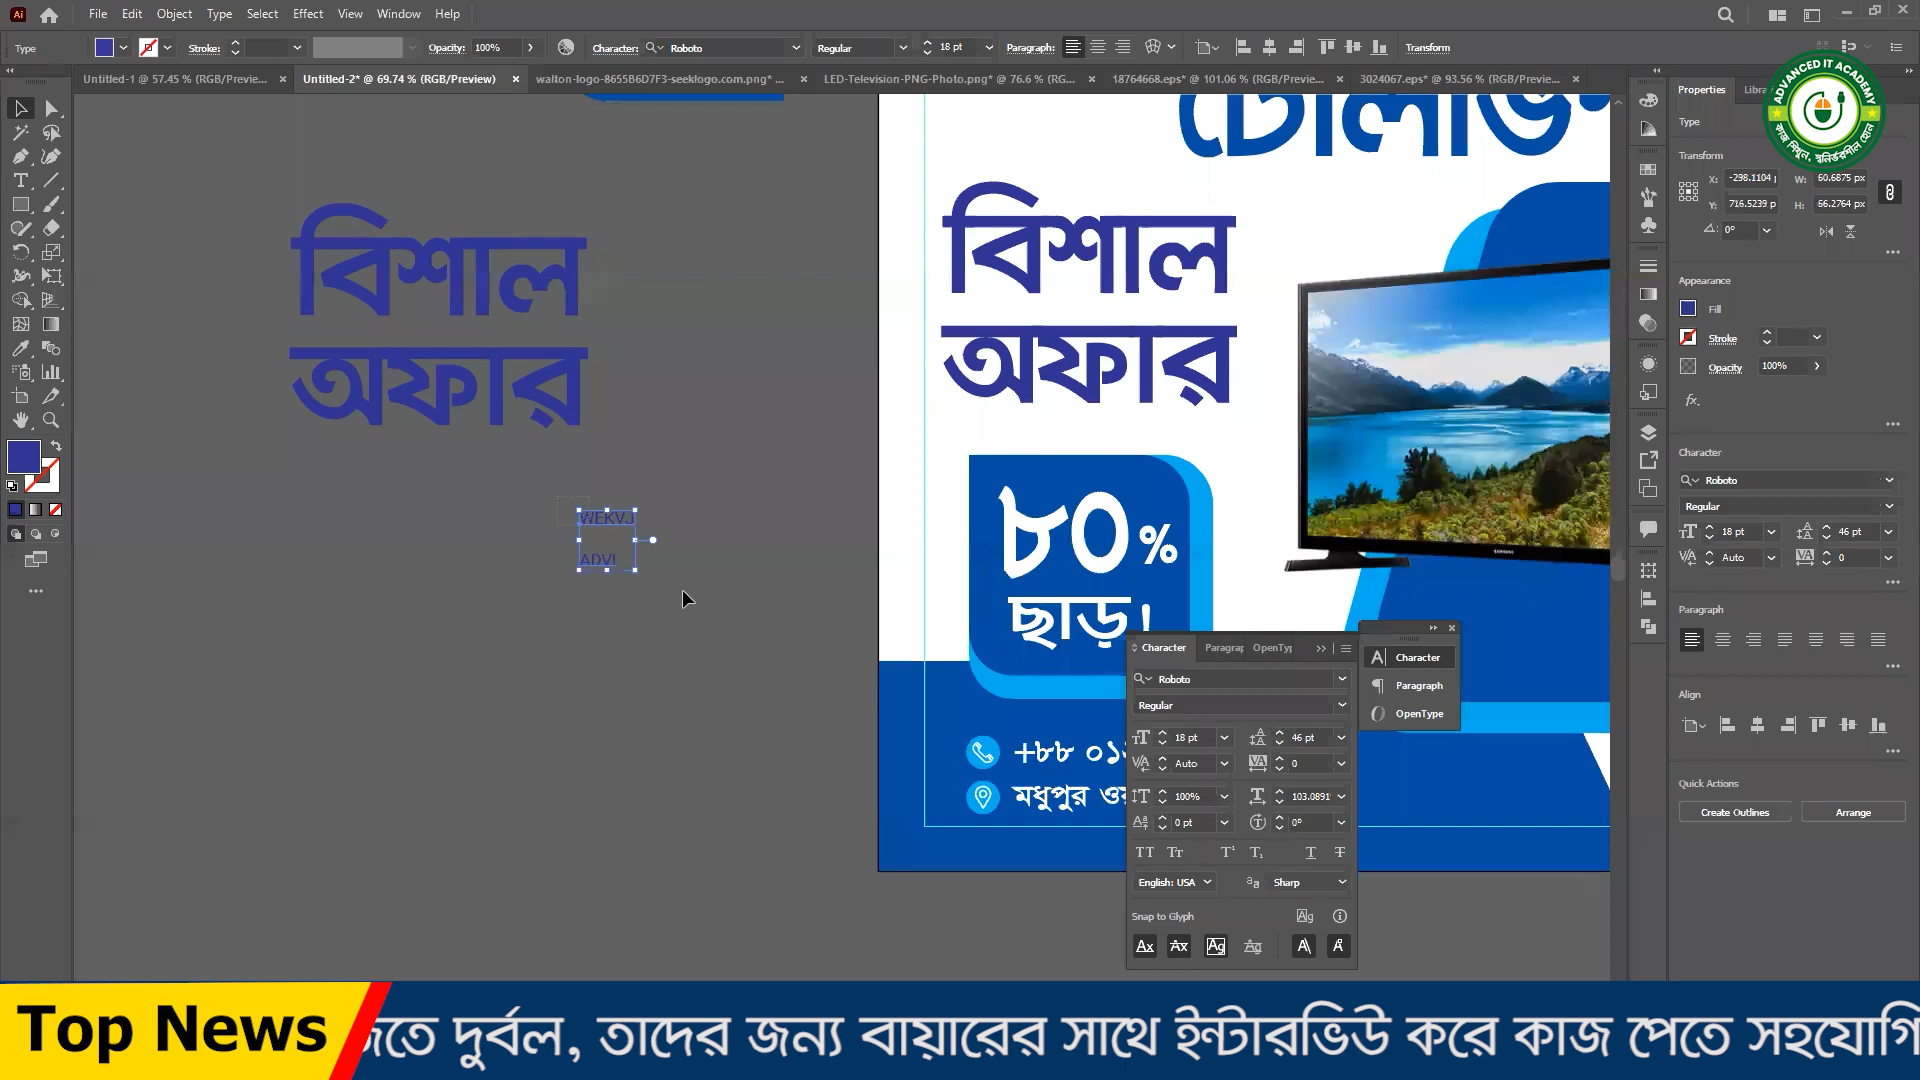 File Edit Object Type Select Effect View Window Help
Type Stroke: Opacity: 100% Character: Roboto Regular 18 pt Paragraph: Transform
Untitled-1 @ 57.45 % (RGB/Previe... Untitled-2* @ 69.74 % (RGB/Preview) walton-logo-8655B6D7F3-seeklogo.com.png* ... LED-Television-PNG-Photo.png* @ 76.6 % (RG... 18764668.eps* @ 101.06 % (RGB/Previe... 3024067.eps* @ 93.56 % (RGB/Previe...
ADVANCED IT ACADEMY
কাজ শিখুন, স্বনির্ভরশীল হোন
বিশাল
অফার
WEKVJ
বিশাল
অফার
৮০%
ছাড়!
+৮৮
মধুপুর
SAMSUNG
Character
Roboto
Regular
18 pt 46 pt
Auto 0
100% 103.0891
0 pt 0°
English: USA Sharp
Snap to Glyph
Character
Paragraph
OpenType
Properties
Type
Transform
X: -298.1104 W: 60.6875 px
Y: 716.5239 p H: 66.2764 px
0°
Appearance
Fill
Stroke
Opacity 100%
fx
Character
Roboto
Regular
18 pt 46 pt
Auto 0
Paragraph
Align
Quick Actions
Create Outlines Arrange
Top News
দুর্বল, তাদের জন্য বায়ারের সাথে ইন্টারভিউ করে কাজ পেতে